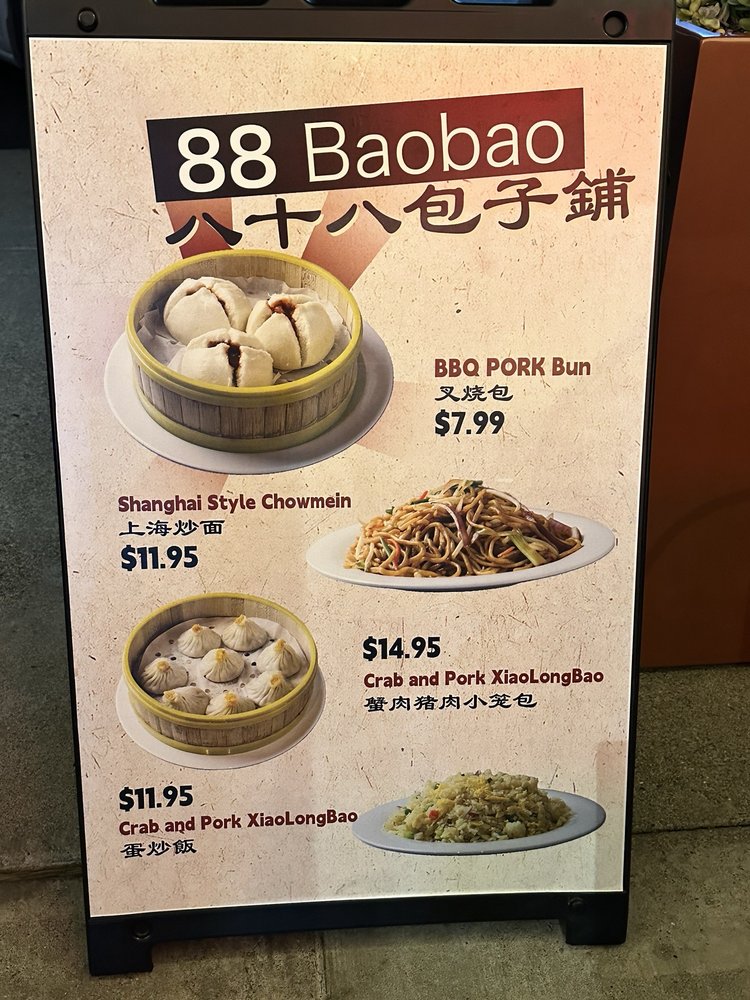 88 Baobao
八十八包子鋪
BBQ PORK Bun
叉烧包
$7.99
Shanghai Style Chowmein
上海炒面
$11.95
$14.95
Crab and Pork XiaoLongBao
蟹肉猪肉小笼包
$11.95
Crab and Pork XiaoLongBao
蛋炒飯